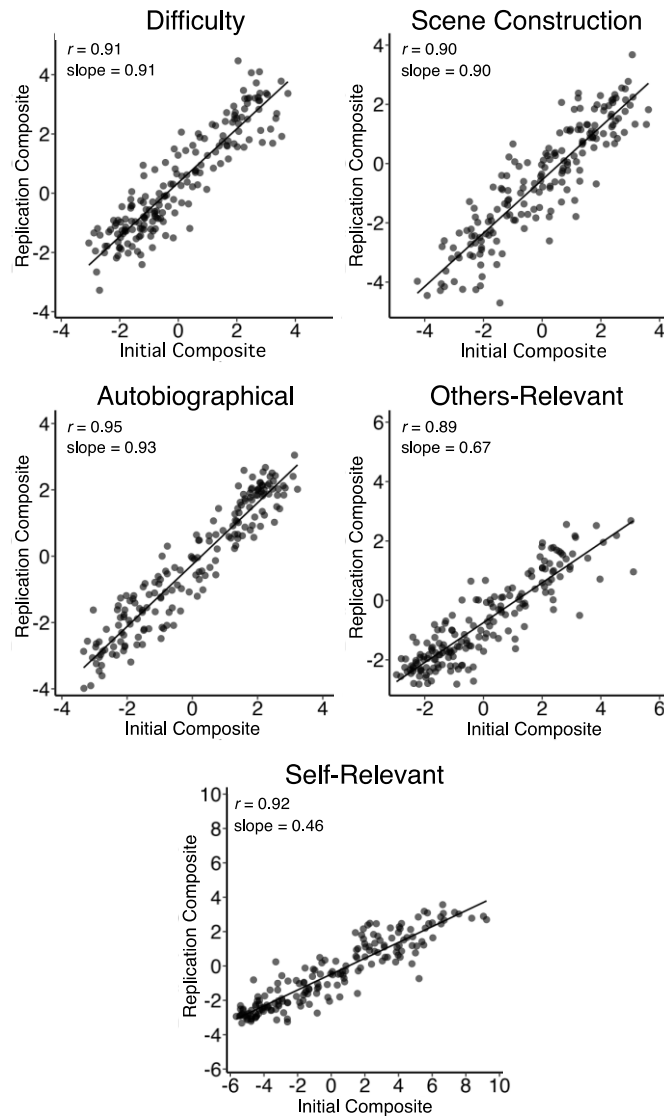 Difficulty
r = 0.91
slope = 0.91
Replication Composite
4
2
0
-2
-4
-4 -2 0 2 4
Initial Composite
Scene Construction
r = 0.90
slope = 0.90
Replication Composite
4
2
0
-2
-4
-4 -2 0 2 4
Initial Composite
Autobiographical
r = 0.95
slope = 0.93
Replication Composite
4
2
0
-2
-4
-4 -2 0 2 4
Initial Composite
Others-Relevant
r = 0.89
slope = 0.67
Replication Composite
6
4
2
0
-2
-2 0 2 4 6
Initial Composite
Self-Relevant
r = 0.92
slope = 0.46
Replication Composite
10
8
6
4
2
0
-2
-4
-6
-6 -4 -2 0 2 4 6 8 10
Initial Composite